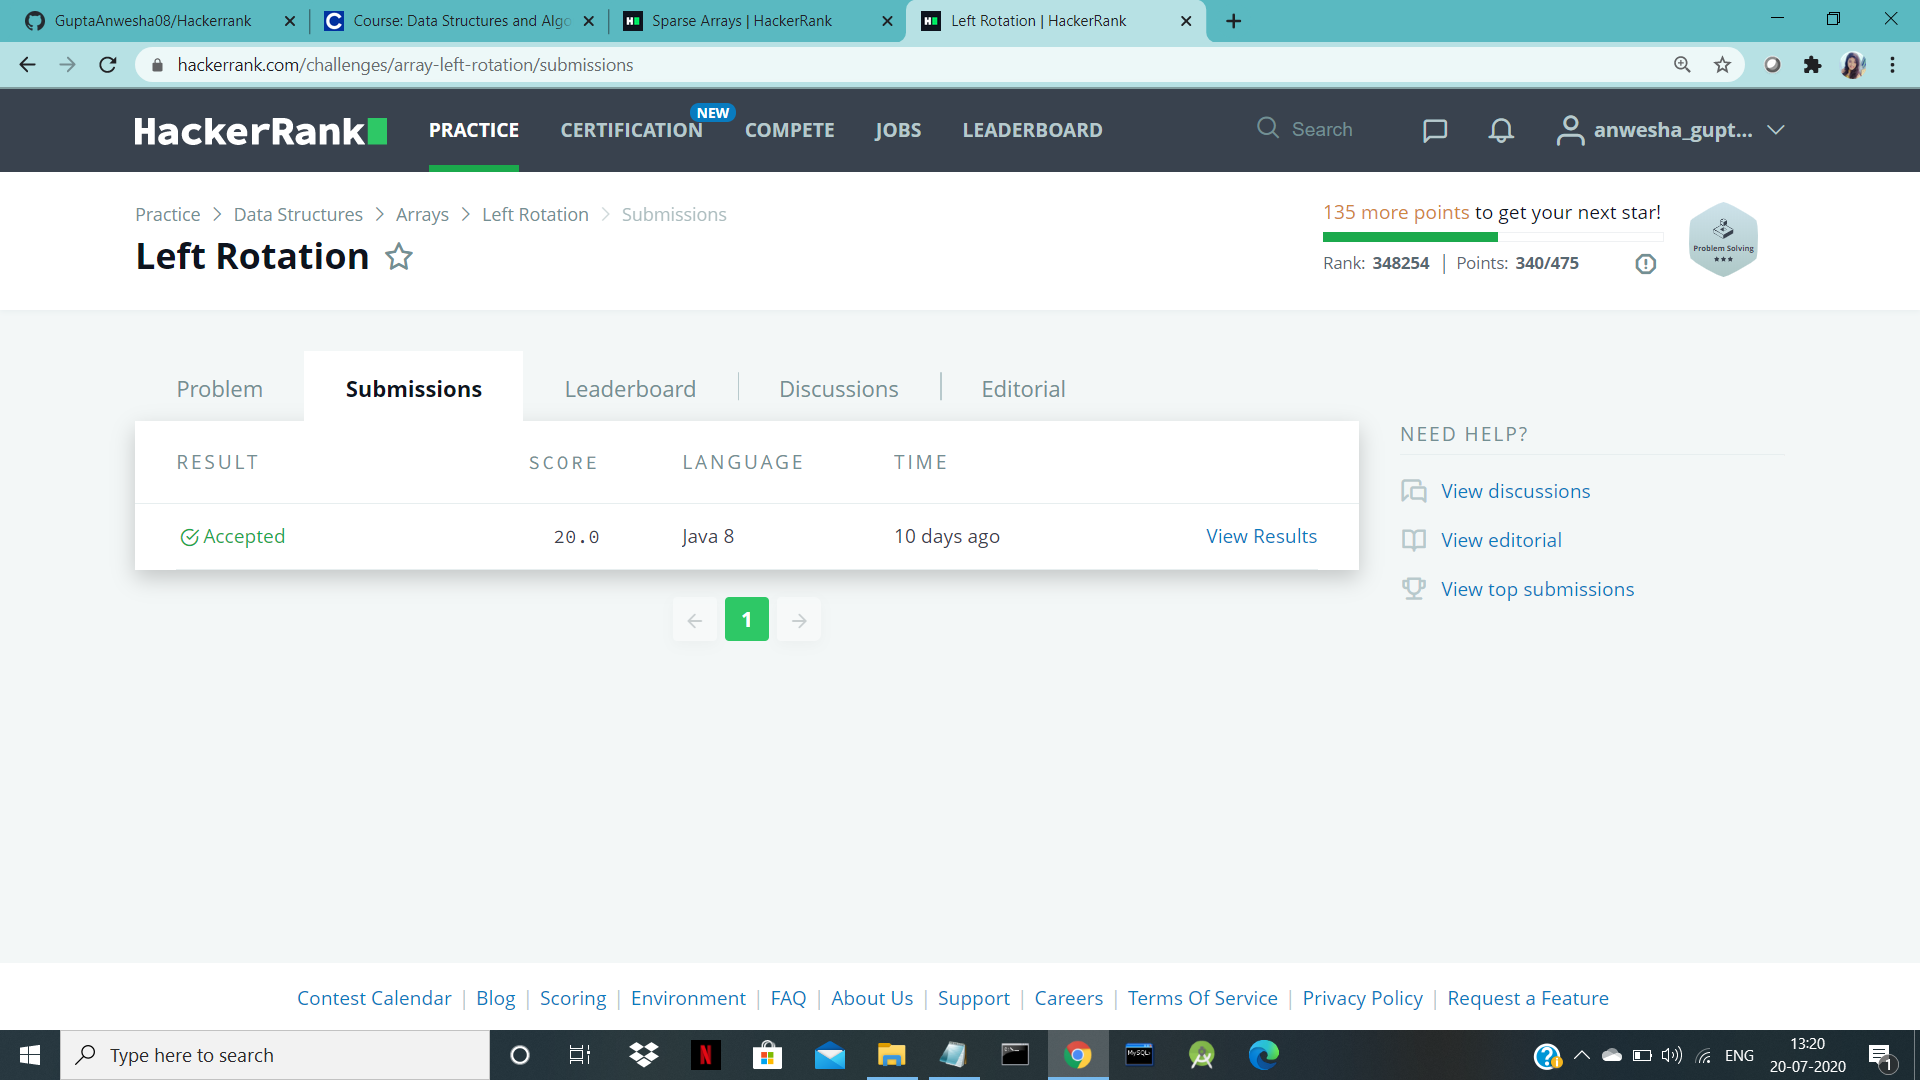 GuptaAnwesha08/Hackerrank
Course: Data Structures and Algo
Sparse Arrays | HackerRank
Left Rotation | HackerRank
hackerrank.com/challenges/array-left-rotation/submissions
HackerRank
PRACTICE
CERTIFICATION
NEW
COMPETE
JOBS
LEADERBOARD
Search
anwesha_gupt...
Practice > Data Structures > Arrays > Left Rotation > Submissions
Left Rotation
135 more points to get your next star!
Rank: 348254 | Points: 340/475
Problem Solving
Problem
Submissions
Leaderboard
Discussions
Editorial
RESULT SCORE LANGUAGE TIME
Accepted 20.0 Java 8 10 days ago View Results
1
NEED HELP?
View discussions
View editorial
View top submissions
Contest Calendar | Blog | Scoring | Environment | FAQ | About Us | Support | Careers | Terms Of Service | Privacy Policy | Request a Feature
Type here to search
MySQL
ENG
13:20
20-07-2020
1